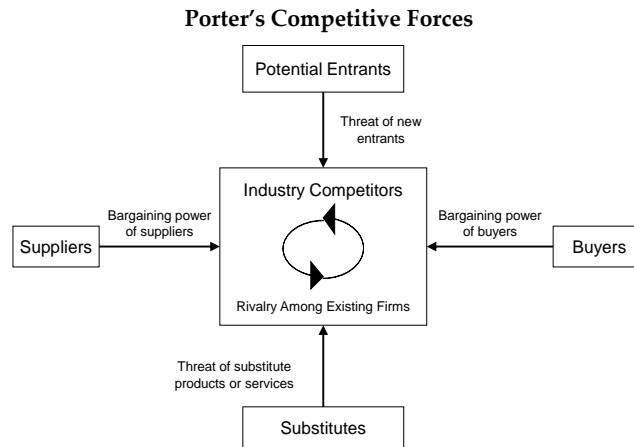 Porter’s Competitive Forces
Potential Entrants
Threat of new
entrants
Industry Competitors
Bargaining power
of suppliers
Bargaining power
of buyers
Suppliers
Buyers
Rivalry Among Existing Firms
Threat of substitute
products or services
Substitutes